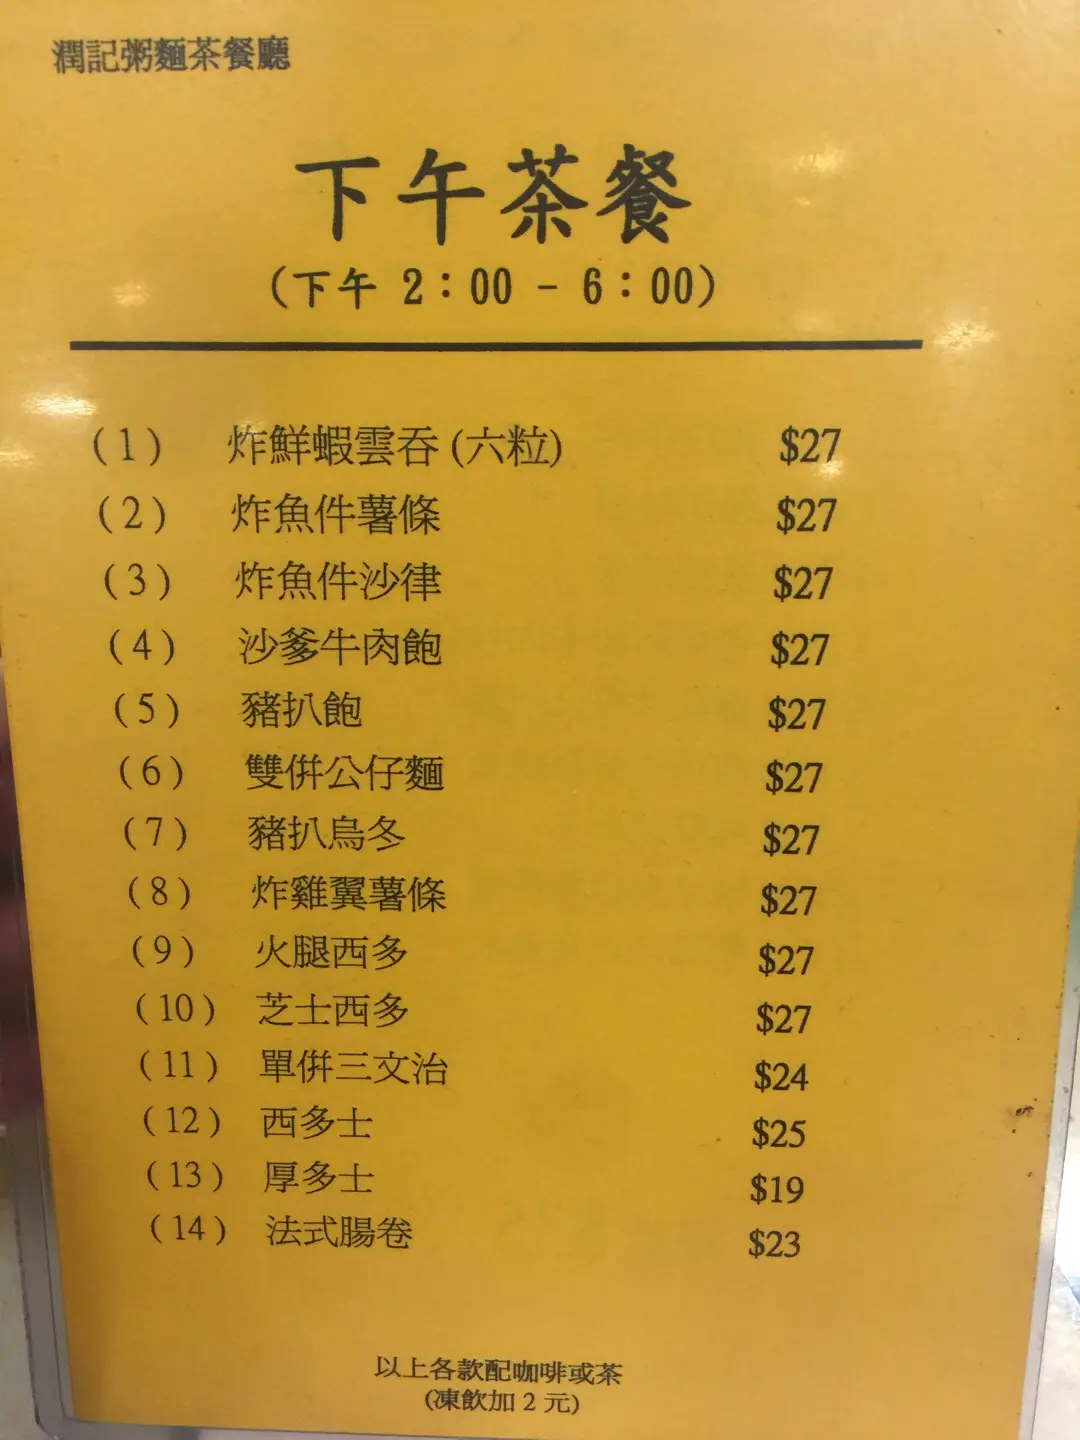 潤記粥麵茶餐廳
下午茶餐
(下午 2：00 - 6：00)
(1) 炸鮮蝦雲吞 (六粒) $27
(2) 炸魚件薯條 $27
(3) 炸魚件沙律 $27
(4) 沙爹牛肉飽 $27
(5) 豬扒飽 $27
(6) 雙併公仔麵 $27
(7) 豬扒烏冬 $27
(8) 炸雞翼薯條 $27
(9) 火腿西多 $27
(10) 芝士西多 $27
(11) 單併三文治 $24
(12) 西多士 $25
(13) 厚多士 $19
(14) 法式腸卷 $23
以上各款配咖啡或茶
(凍飲加 2 元)